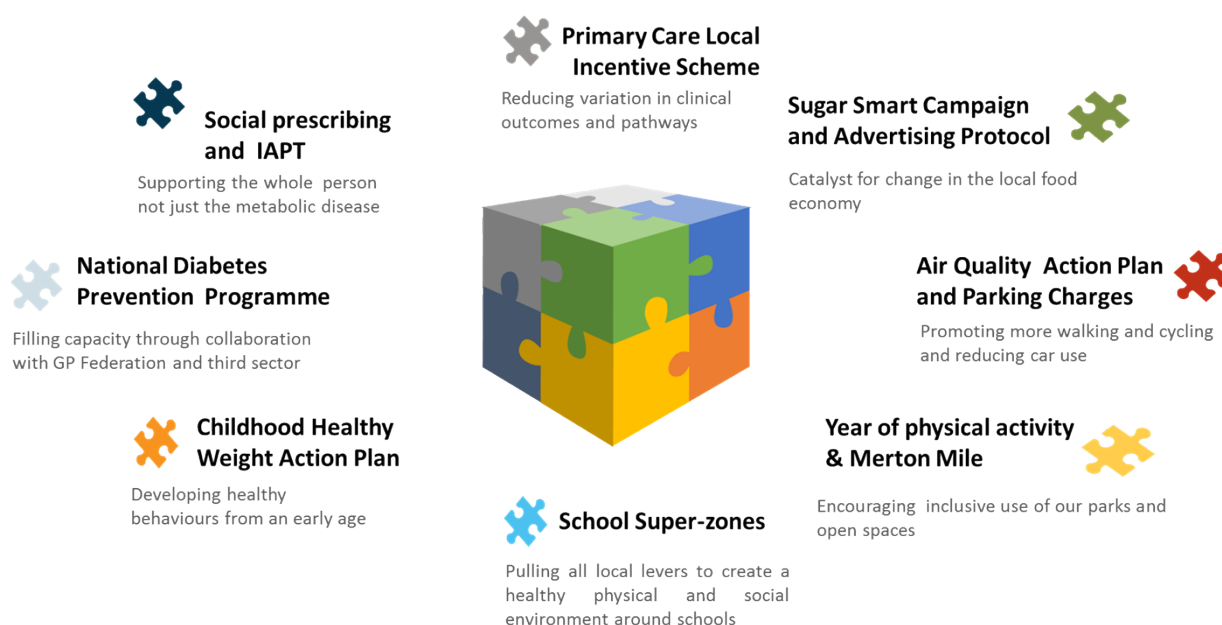 Primary Care Local
Incentive Scheme
Reducing variation in clinical
outcomes and pathways
Social prescribing
and IAPT
Supporting the whole person
not just the metabolic disease
Sugar Smart Campaign
and Advertising Protocol
Catalyst for change in the local food
economy
National Diabetes
Prevention Programme
Filling capacity through collaboration
with GP Federation and third sector
Air Quality Action Plan
and Parking Charges
Promoting more walking and cycling
and reducing car use
Childhood Healthy
Weight Action Plan
Developing healthy
behaviours from an early age
Year of physical activity
& Merton Mile
Encouraging inclusive use of our parks and
open spaces
School Super-zones
Pulling all local levers to create a
healthy physical and social
environment around schools